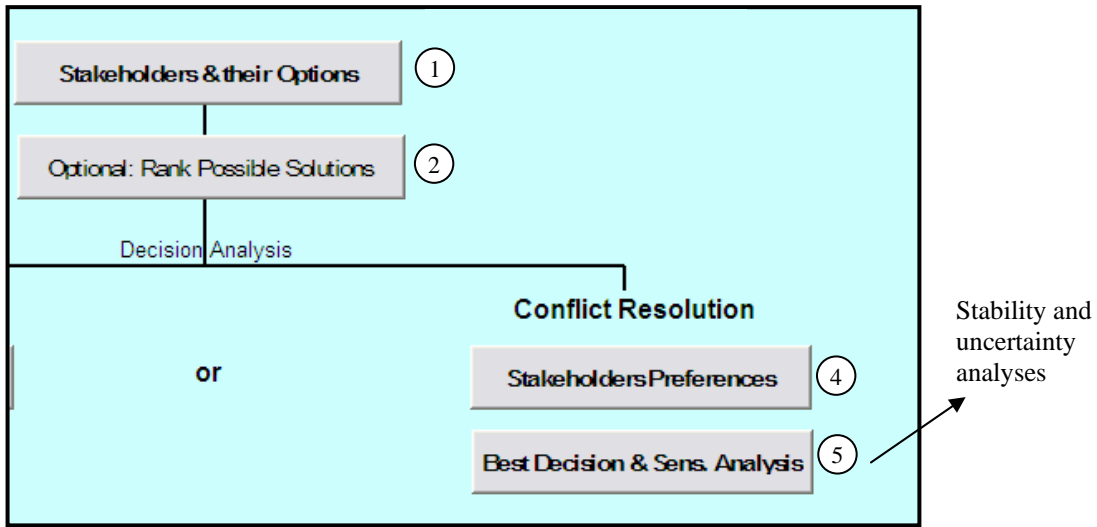 Stakeholders & their Options
1
Optional: Rank Possible Solutions
2
Decision Analysis
Conflict Resolution
or
Stakeholders Preferences
4
Best Decision & Sens. Analysis
5
Stability and
uncertainty
analyses